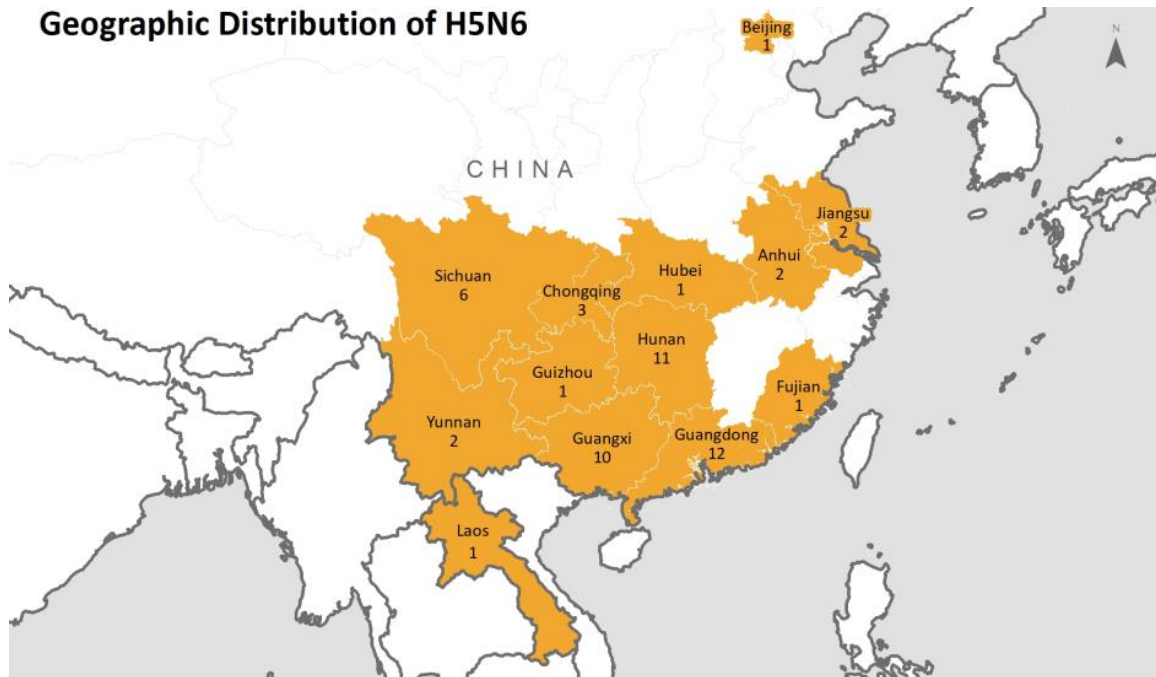 Geographic Distribution of H5N6
Beijing
1
N
CHINA
Jiangsu
2
Anhui
2
Sichuan
6
Hubei
1
Chongqing
3
Hunan
11
Guizhou
1
Fujian
1
Yunnan
2
Guangxi
10
Guangdong
12
Laos
1